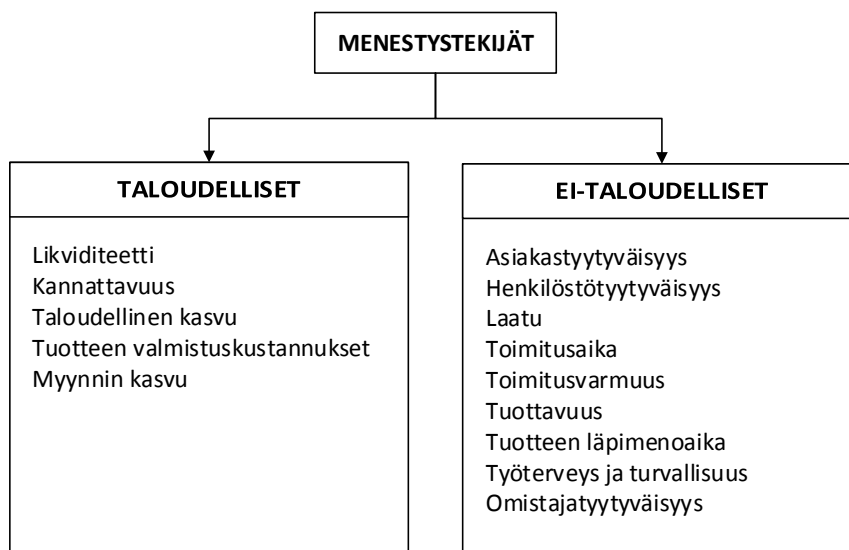 MENESTYSTEKIJÄT
TALOUDELLISET
Likviditeetti
Kannattavuus
Taloudellinen kasvu
Tuotteen valmistuskustannukset
Myynnin kasvu
EI-TALOUDELLISET
Asiakastyytyväisyys
Henkilöstötyytyväisyys
Laatu
Toimitusaika
Toimitusvarmuus
Tuottavuus
Tuotteen läpimenoaika
Työterveys ja turvallisuus
Omistajatyytyväisyys